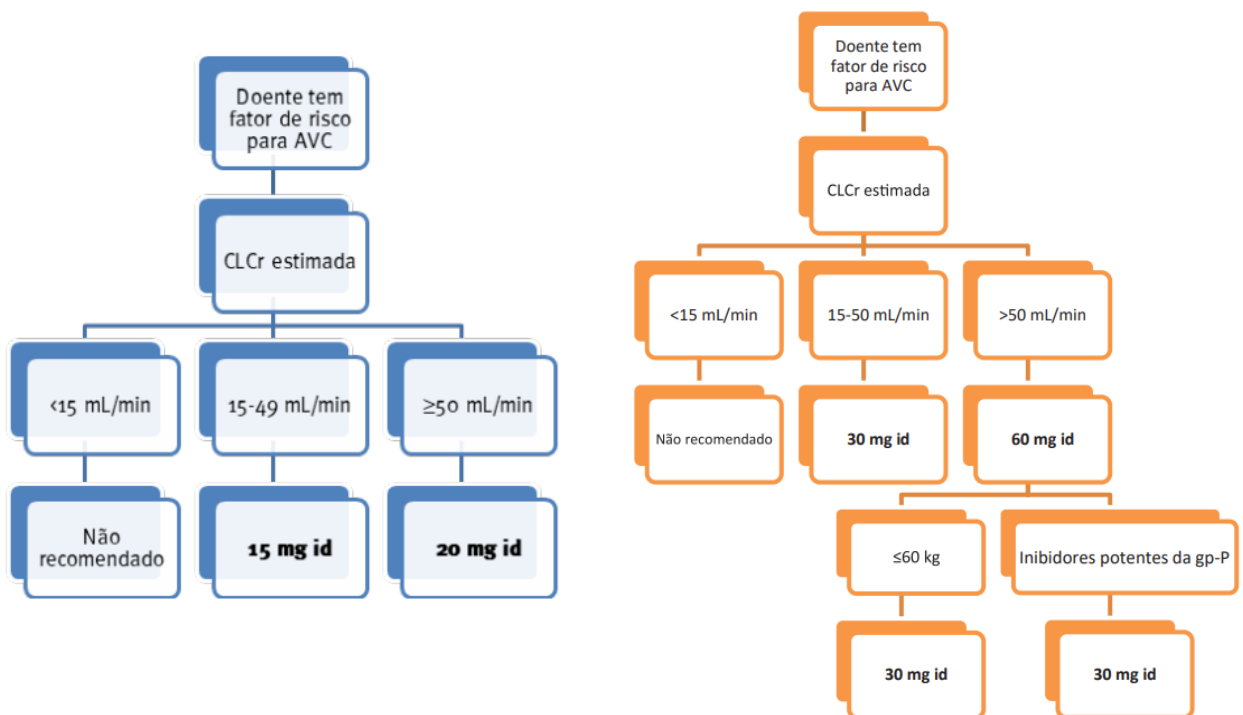 Doente tem
fator de risco
para AVC
CLCr estimada
<15 mL/min
15-49 mL/min
≥50 mL/min
Não
recomendado
15 mg id
20 mg id
Doente tem
fator de risco
para AVC
CLCr estimada
<15 mL/min
15-50 mL/min
>50 mL/min
Não recomendado
30 mg id
60 mg id
≤60 kg
Inibidores potentes da gp-P
30 mg id
30 mg id